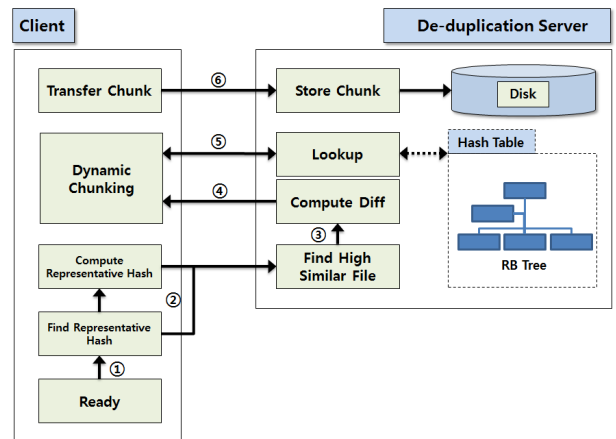 Client
De-duplication Server
Transfer Chunk
⑥
Store Chunk
Disk
Dynamic
Chunking
⑤
Lookup
Hash Table
④
Compute Diff
③
Compute
Representative Hash
②
Find High
Similar File
RB Tree
Find Representative
Hash
①
Ready